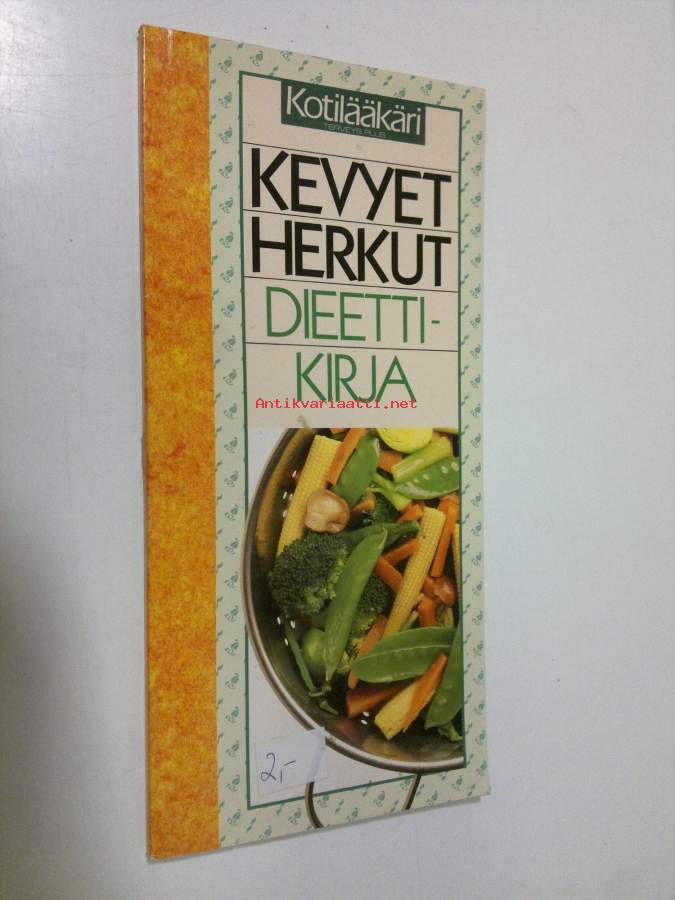 Kotilääkäri
TERVEYS PLUS
KEVYET
HERKUT
DIEETTI-
KIRJA
Antikvariaatti.net
2,-